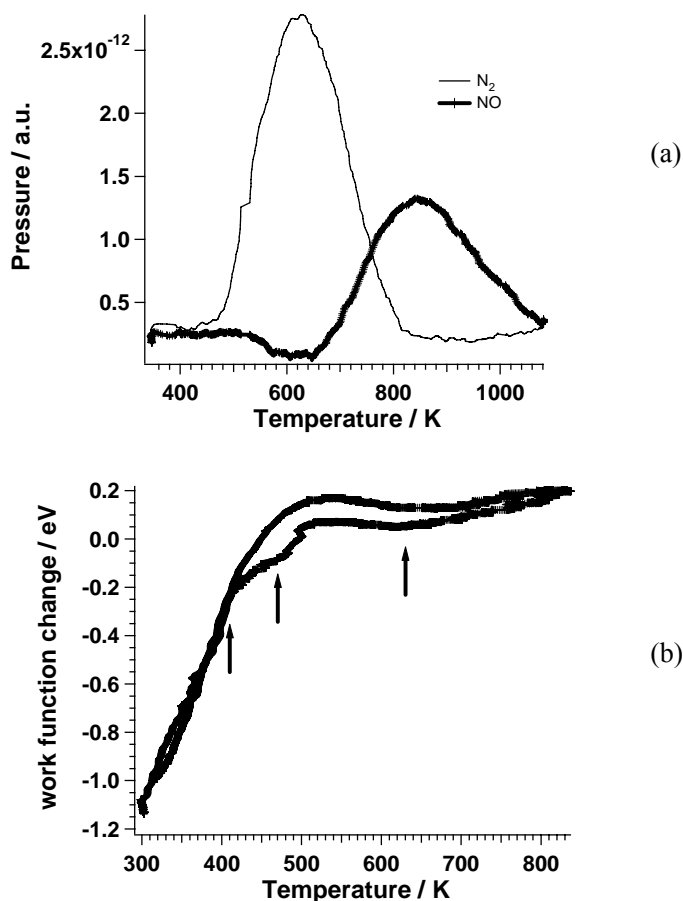 2.5x10⁻¹²
2.0
1.5
1.0
0.5
Pressure / a.u.
N₂
NO
(a)
400
600
800
1000
Temperature / K
0.2
0.0
-0.2
-0.4
-0.6
-0.8
-1.0
-1.2
work function change / eV
(b)
300
400
500
600
700
800
Temperature / K